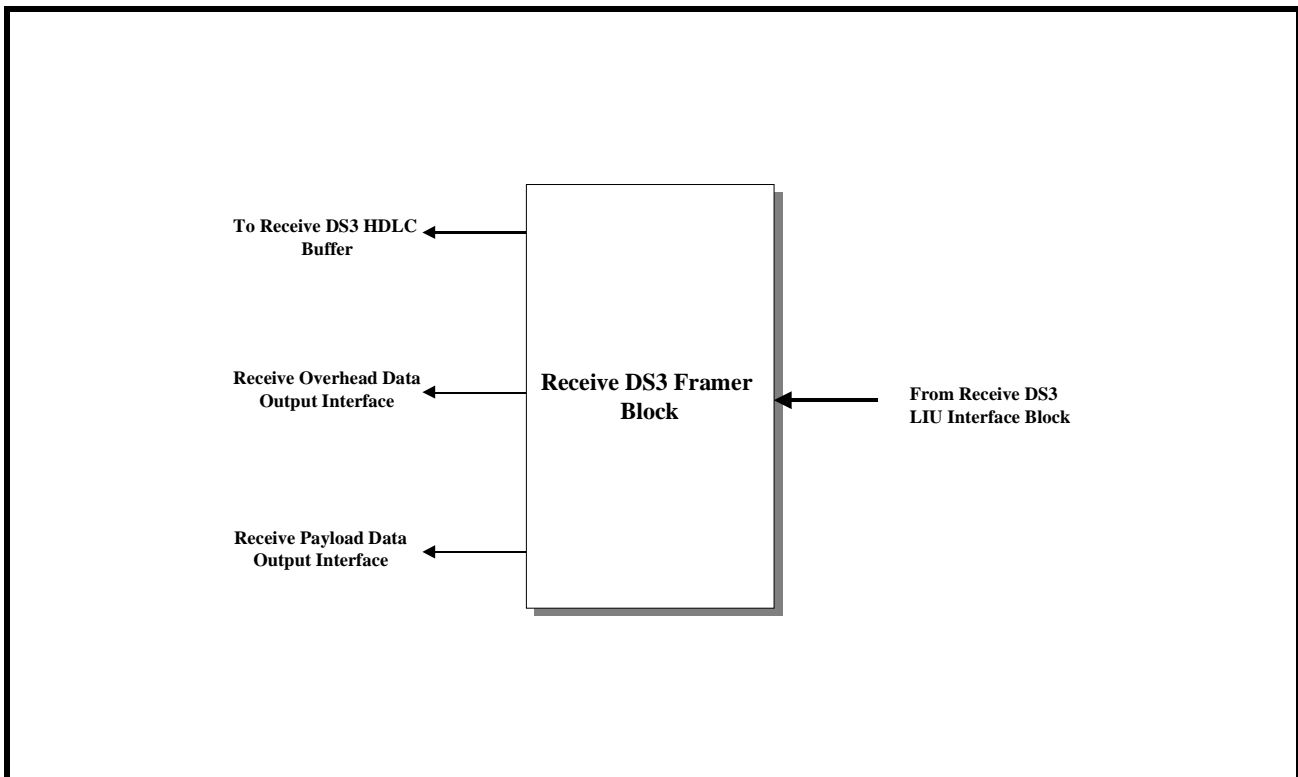 To Receive DS3 HDLC
Buffer
Receive Overhead Data
Output Interface
Receive Payload Data
Output Interface
Receive DS3 Framer
Block
From Receive DS3
LIU Interface Block